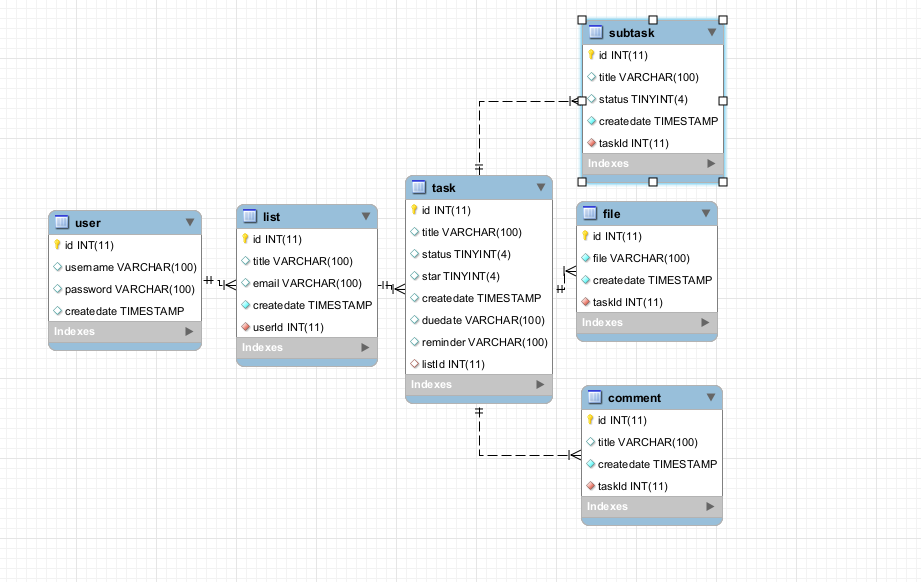 user
id INT(11)
username VARCHAR(100)
password VARCHAR(100)
createdate TIMESTAMP
Indexes
list
id INT(11)
title VARCHAR(100)
email VARCHAR(100)
createdate TIMESTAMP
userId INT(11)
Indexes
task
id INT(11)
title VARCHAR(100)
status TINYINT(4)
star TINYINT(4)
createdate TIMESTAMP
duedate VARCHAR(100)
reminder VARCHAR(100)
listId INT(11)
Indexes
subtask
id INT(11)
title VARCHAR(100)
status TINYINT(4)
createdate TIMESTAMP
taskId INT(11)
Indexes
file
id INT(11)
file VARCHAR(100)
createdate TIMESTAMP
taskId INT(11)
Indexes
comment
id INT(11)
title VARCHAR(100)
createdate TIMESTAMP
taskId INT(11)
Indexes